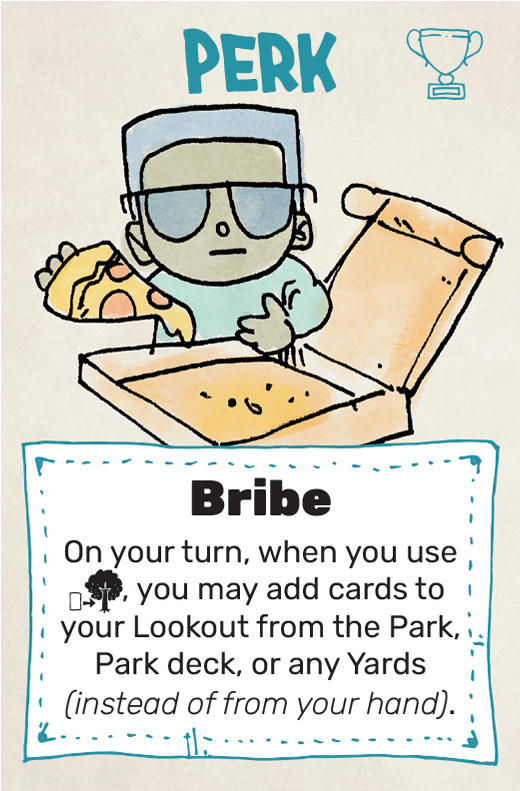 PERK
Bribe
On your turn, when you use
, you may add cards to
your Lookout from the Park,
Park deck, or any Yards
(instead of from your hand).